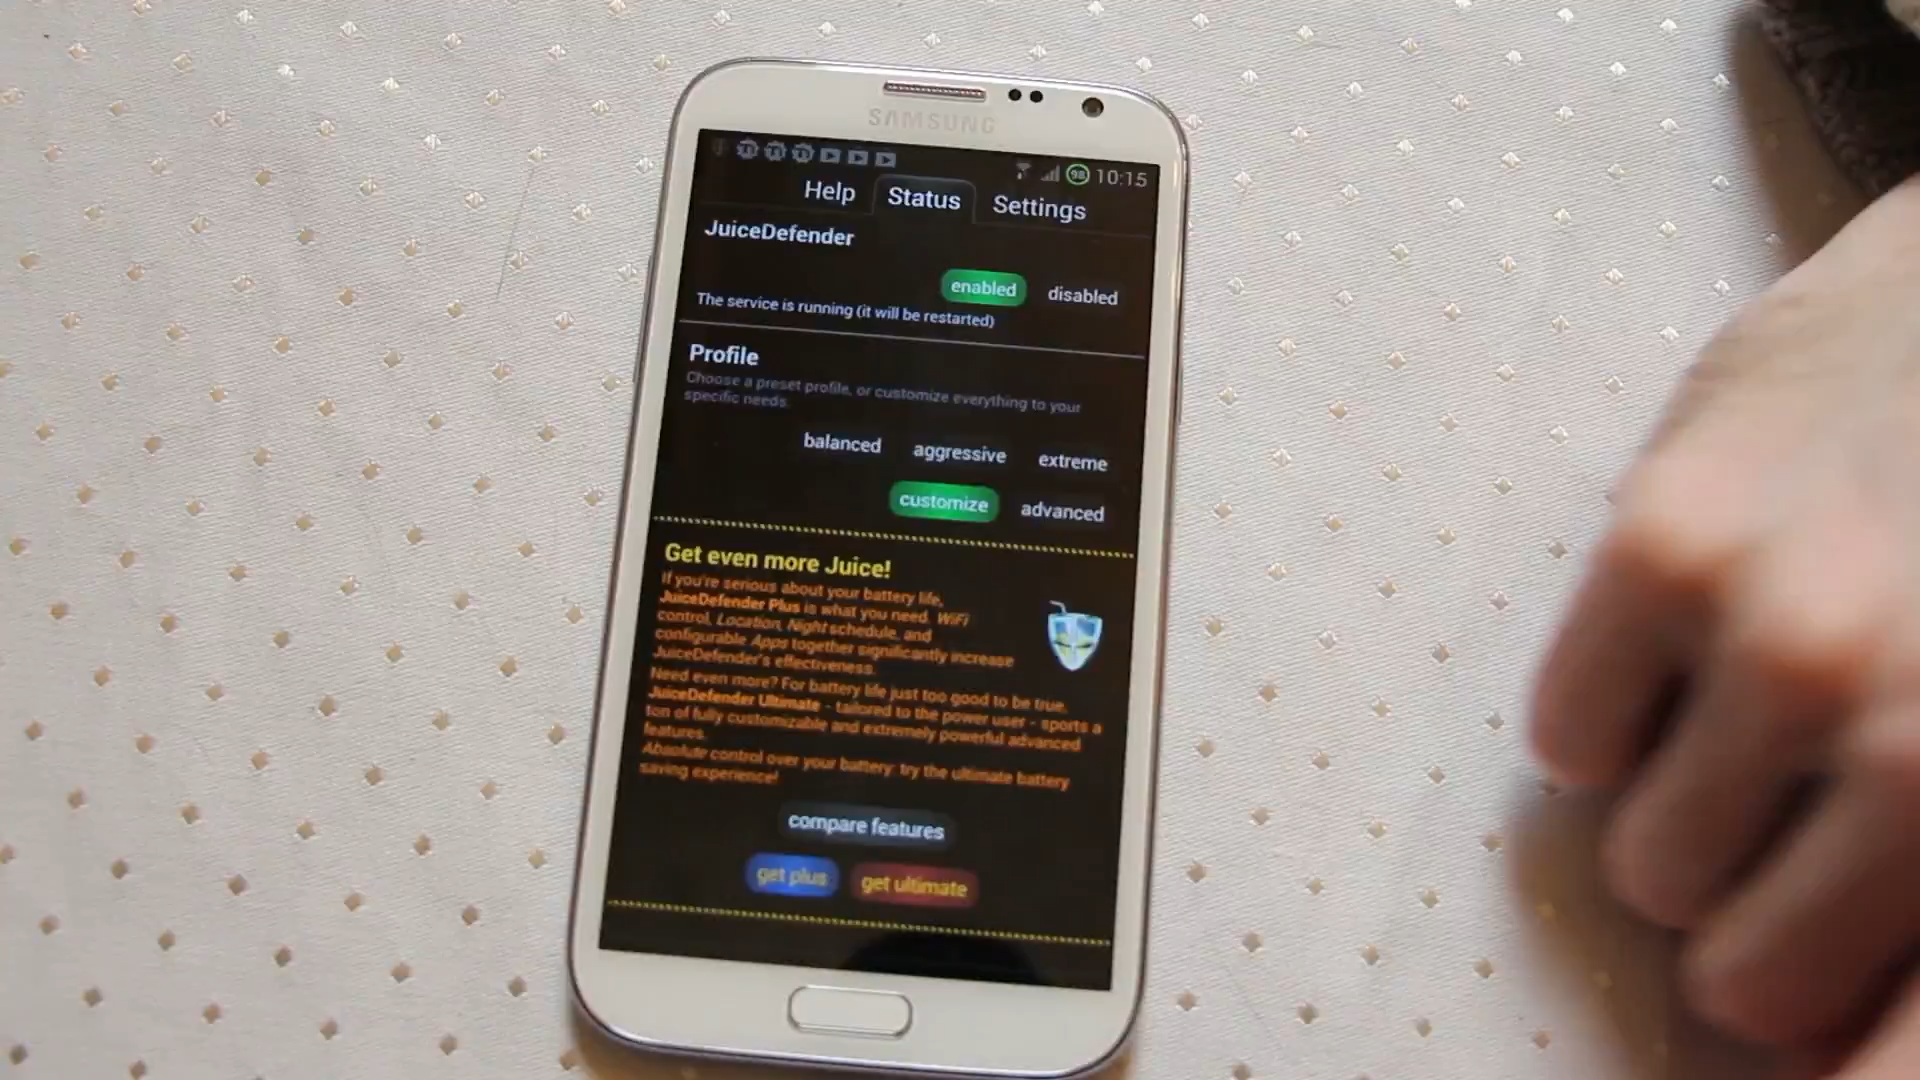 SAMSUNG
98 10:15
Help Status Settings
JuiceDefender
enabled disabled
The service is running (it will be restarted)
Profile
Choose a preset profile, or customize everything to your
specific needs.
balanced aggressive extreme
customize advanced
Get even more Juice!
If you're serious about your battery life,
JuiceDefender Plus is what you need. WiFi
control, Location, Night schedule, and
configurable Apps together significantly increase
JuiceDefender's effectiveness.
Need even more? For battery life just too good to be true,
JuiceDefender Ultimate - tailored to the power user - sports a
ton of fully customizable and extremely powerful advanced
features.
Absolute control over your battery: try the ultimate battery
saving experience!
compare features
get plus get ultimate